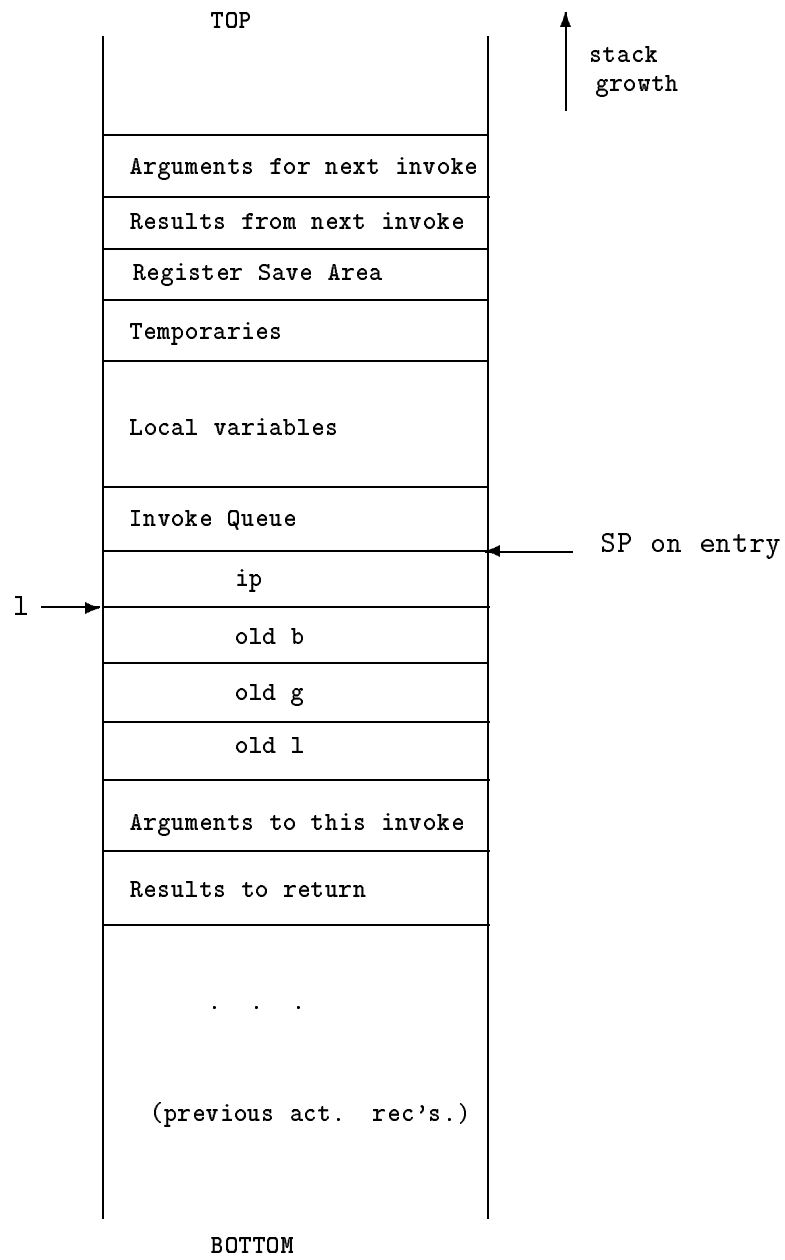 TOP
stack
growth
Arguments for next invoke
Results from next invoke
Register Save Area
Temporaries
Local variables
Invoke Queue
SP on entry
ip
l
old b
old g
old l
Arguments to this invoke
Results to return
. . .
(previous act. rec's.)
BOTTOM